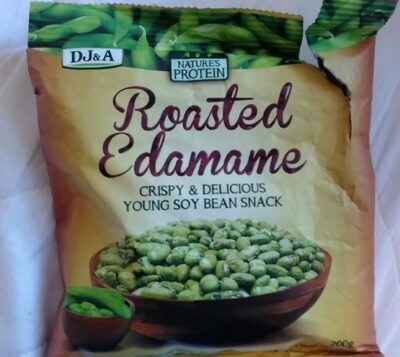 DJ&A
NATURE'S
PROTEIN
Roasted
Edamame
CRISPY & DELICIOUS
YOUNG SOY BEAN SNACK
200g